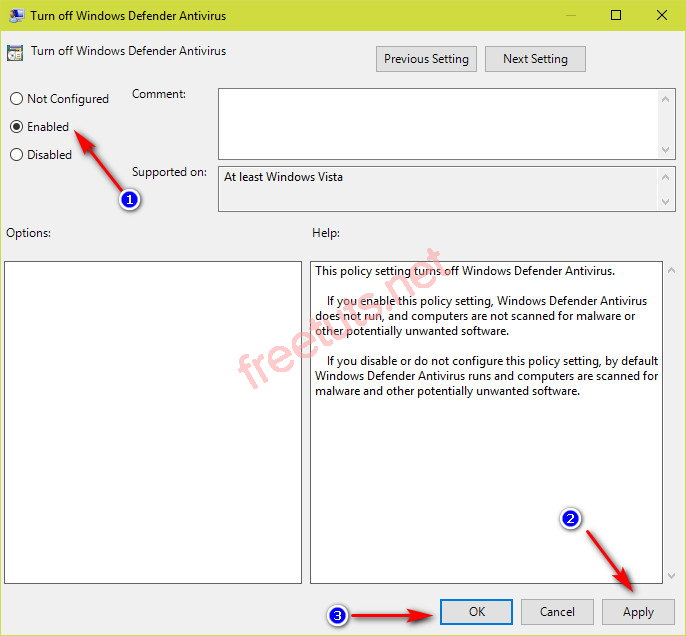 Turn off Windows Defender Antivirus
Turn off Windows Defender Antivirus
Previous Setting
Next Setting
Not Configured
Comment:
Enabled
Disabled
1
Supported on:
At least Windows Vista
Options:
Help:
This policy setting turns off Windows Defender Antivirus.
If you enable this policy setting, Windows Defender Antivirus
does not run, and computers are not scanned for malware or
other potentially unwanted software.
If you disable or do not configure this policy setting, by default
Windows Defender Antivirus runs and computers are scanned for
malware and other potentially unwanted software.
freetuts.net
2
3
OK
Cancel
Apply